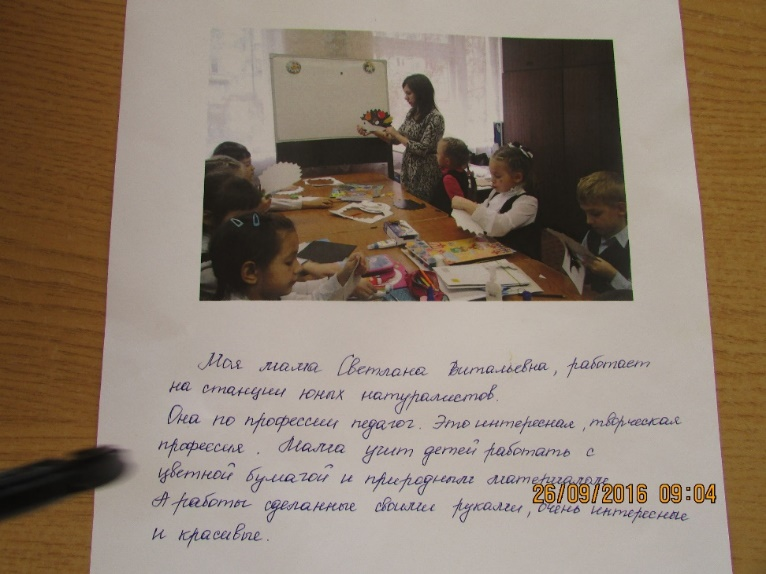 Моя мама Светлана Витальевна, работает
на станции юных натуралистов.
Она по профессии педагог. Это интересная, творческая
профессия. Мама учит детей работать с
цветной бумагой и природным материалом
26/09/2016 09:04
А работы сделанные своими руками, очень интересные
и красивые.